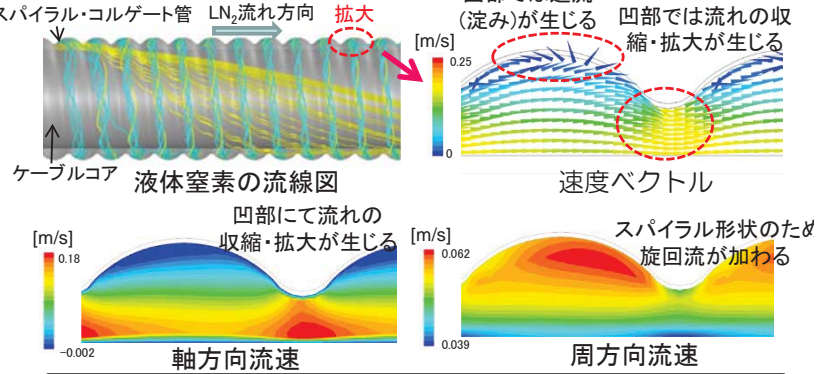 スパイラル・コルゲート管
LN₂流れ方向
拡大
ケーブルコア
液体窒素の流線図
(淀み)が生じる
凹部では流れの収
縮・拡大が生じる
[m/s]
0.25
0
速度ベクトル
凹部にて流れの
収縮・拡大が生じる
[m/s]
0.18
−0.002
軸方向流速
スパイラル形状のため
旋回流が加わる
[m/s]
0.062
0.039
周方向流速